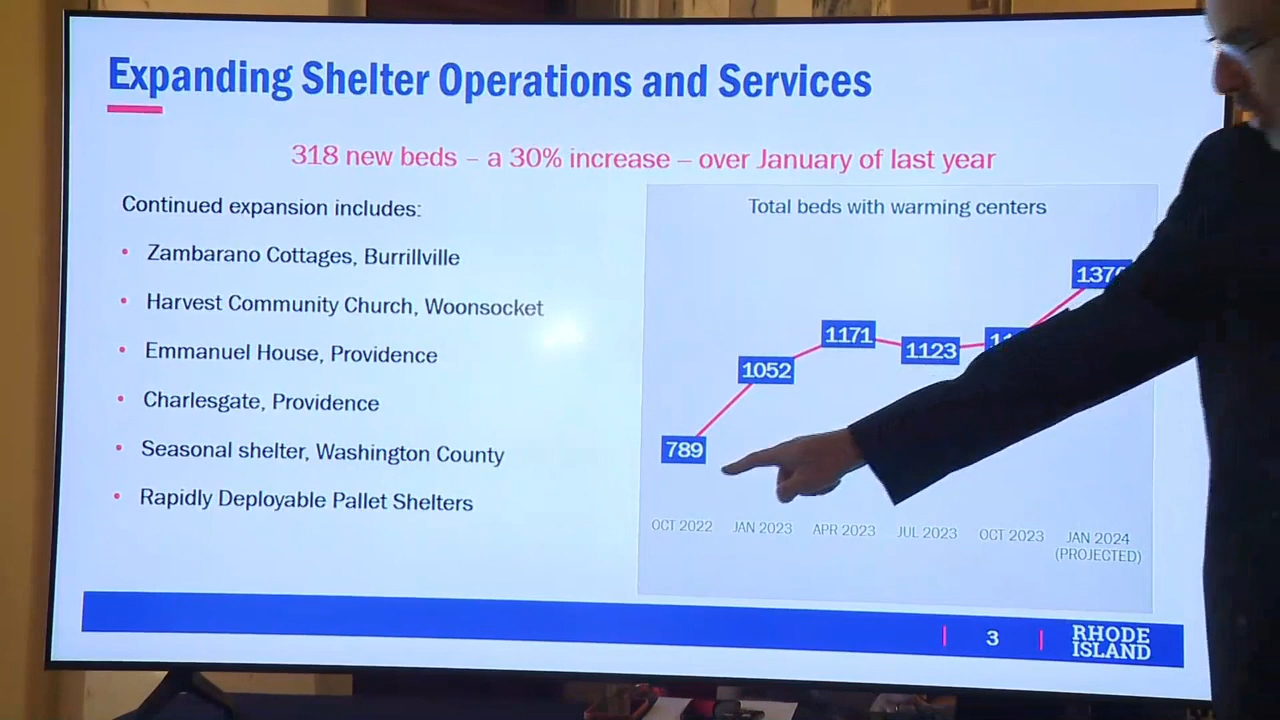 Expanding Shelter Operations and Services
318 new beds – a 30% increase – over January of last year
Continued expansion includes:
• Zambarano Cottages, Burrillville
• Harvest Community Church, Woonsocket
• Emmanuel House, Providence
• Charlesgate, Providence
• Seasonal shelter, Washington County
• Rapidly Deployable Pallet Shelters
Total beds with warming centers
789
1052
1171
1123
OCT 2022
JAN 2023
APR 2023
JUL 2023
OCT 2023
JAN 2024
(PROJECTED)
3
RHODE
ISLAND